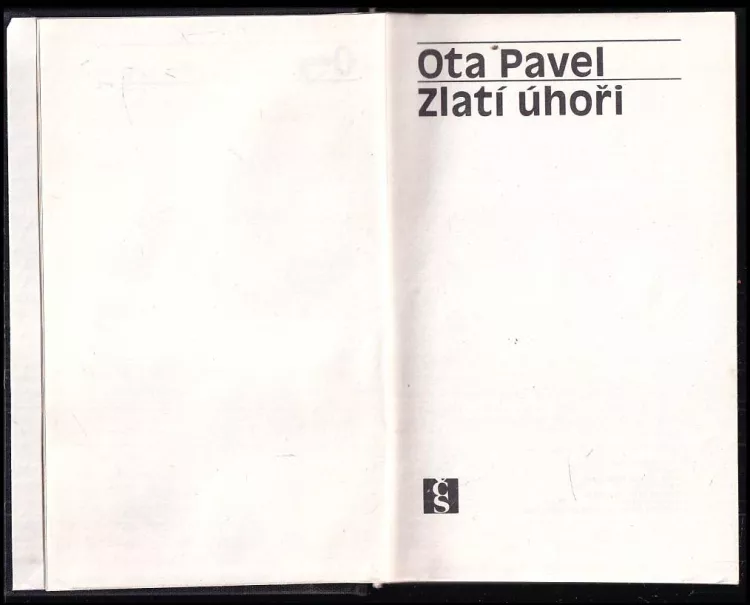 Ota Pavel
Zlatí úhoři
ČS